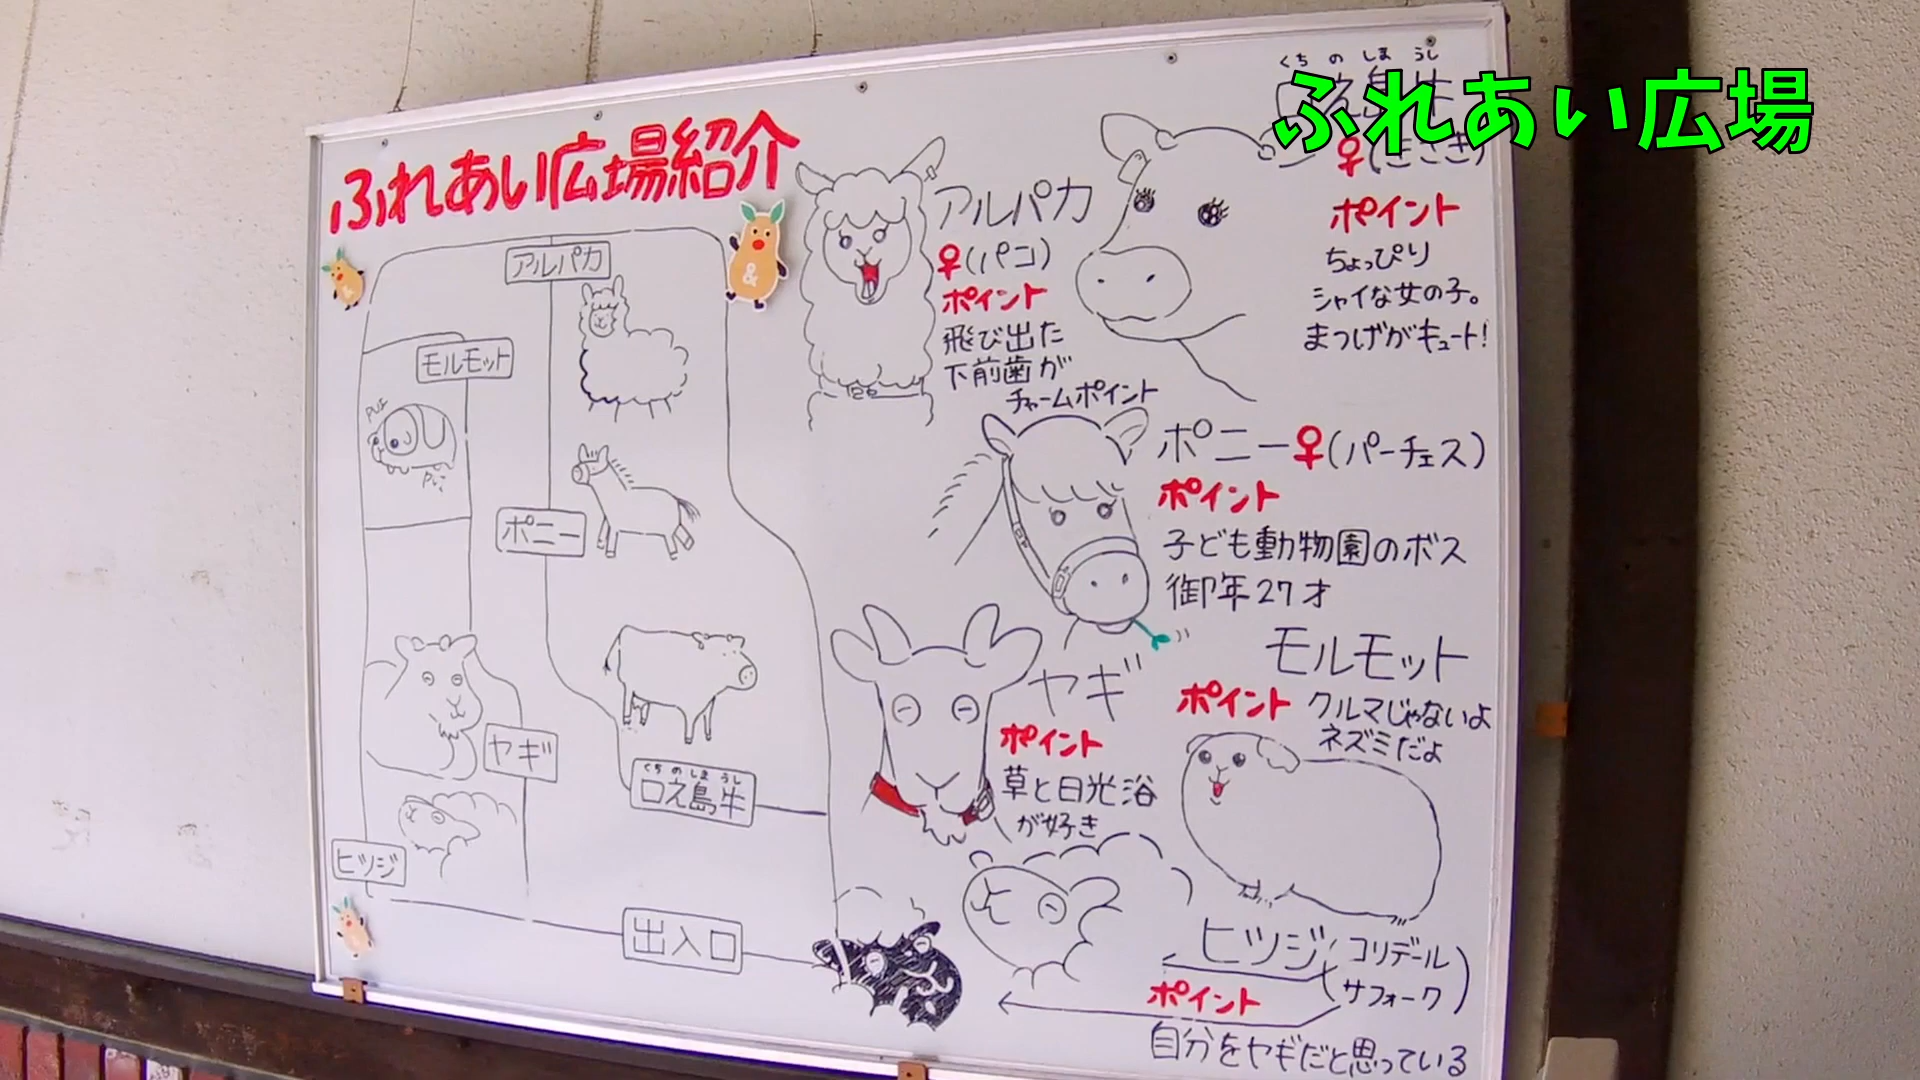 ふれあい広場
ふれあい広場紹介
アルパカ
モルモット
Pui
Pui
ポニー
ヤギ
くちのしまうし
口之島牛
ヒツジ
出入口
アルパカ
♀(パコ)
ポイント
飛び出た
下前歯が
チャームポイント
くちのしまうし
ポイント
ちょっぴり
シャイな女の子。
まつげがキュート!
ポニー♀(パーチェス)
ポイント
子ども動物園のボス
御年27才
ヤギ
ポイント
草と日光浴
が好き
モルモット
ポイント クルマじゃないよ
ネズミだよ
ヒツジ(コリデール
サフォーク)
ポイント
自分をヤギだと思っている